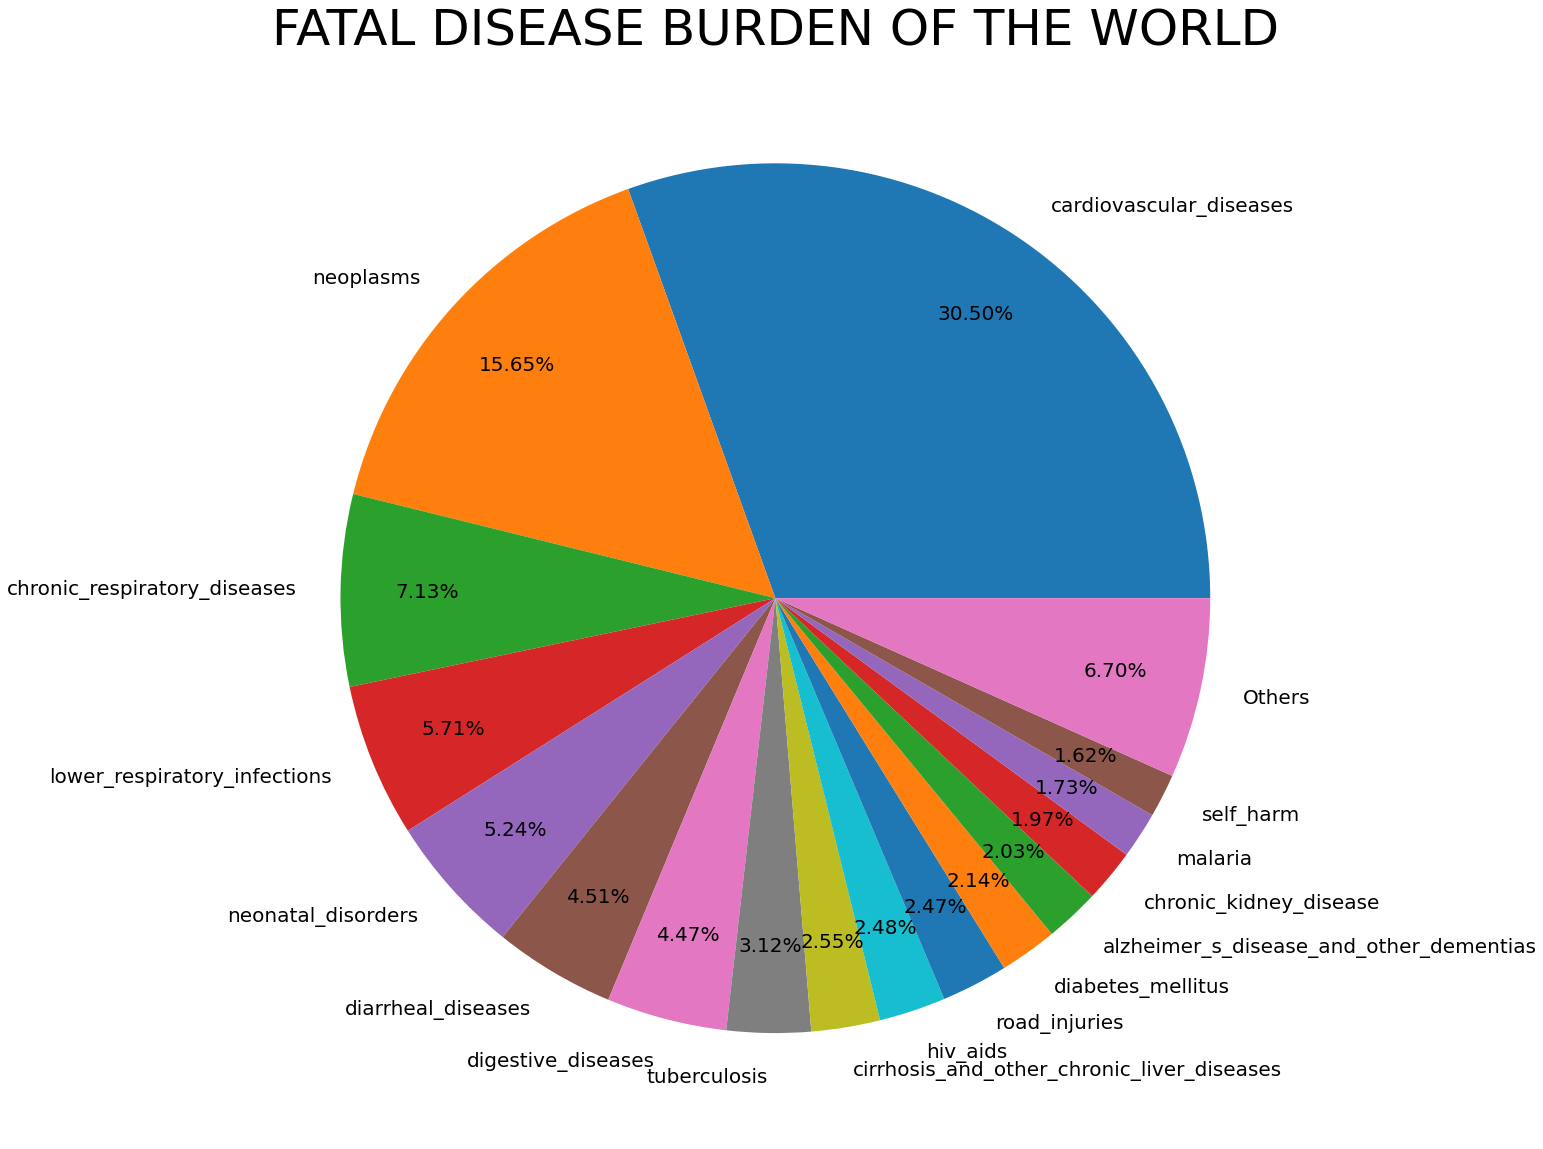 FATAL DISEASE BURDEN OF THE WORLD
cardiovascular_diseases
30.50%
neoplasms
15.65%
chronic_respiratory_diseases
7.13%
lower_respiratory_infections
5.71%
neonatal_disorders
5.24%
diarrheal_diseases
4.51%
digestive_diseases
4.47%
tuberculosis
3.12%
cirrhosis_and_other_chronic_liver_diseases
2.55%
hiv_aids
2.48%
road_injuries
2.47%
diabetes_mellitus
2.14%
alzheimer_s_disease_and_other_dementias
2.03%
chronic_kidney_disease
1.97%
malaria
1.73%
self_harm
1.62%
Others
6.70%